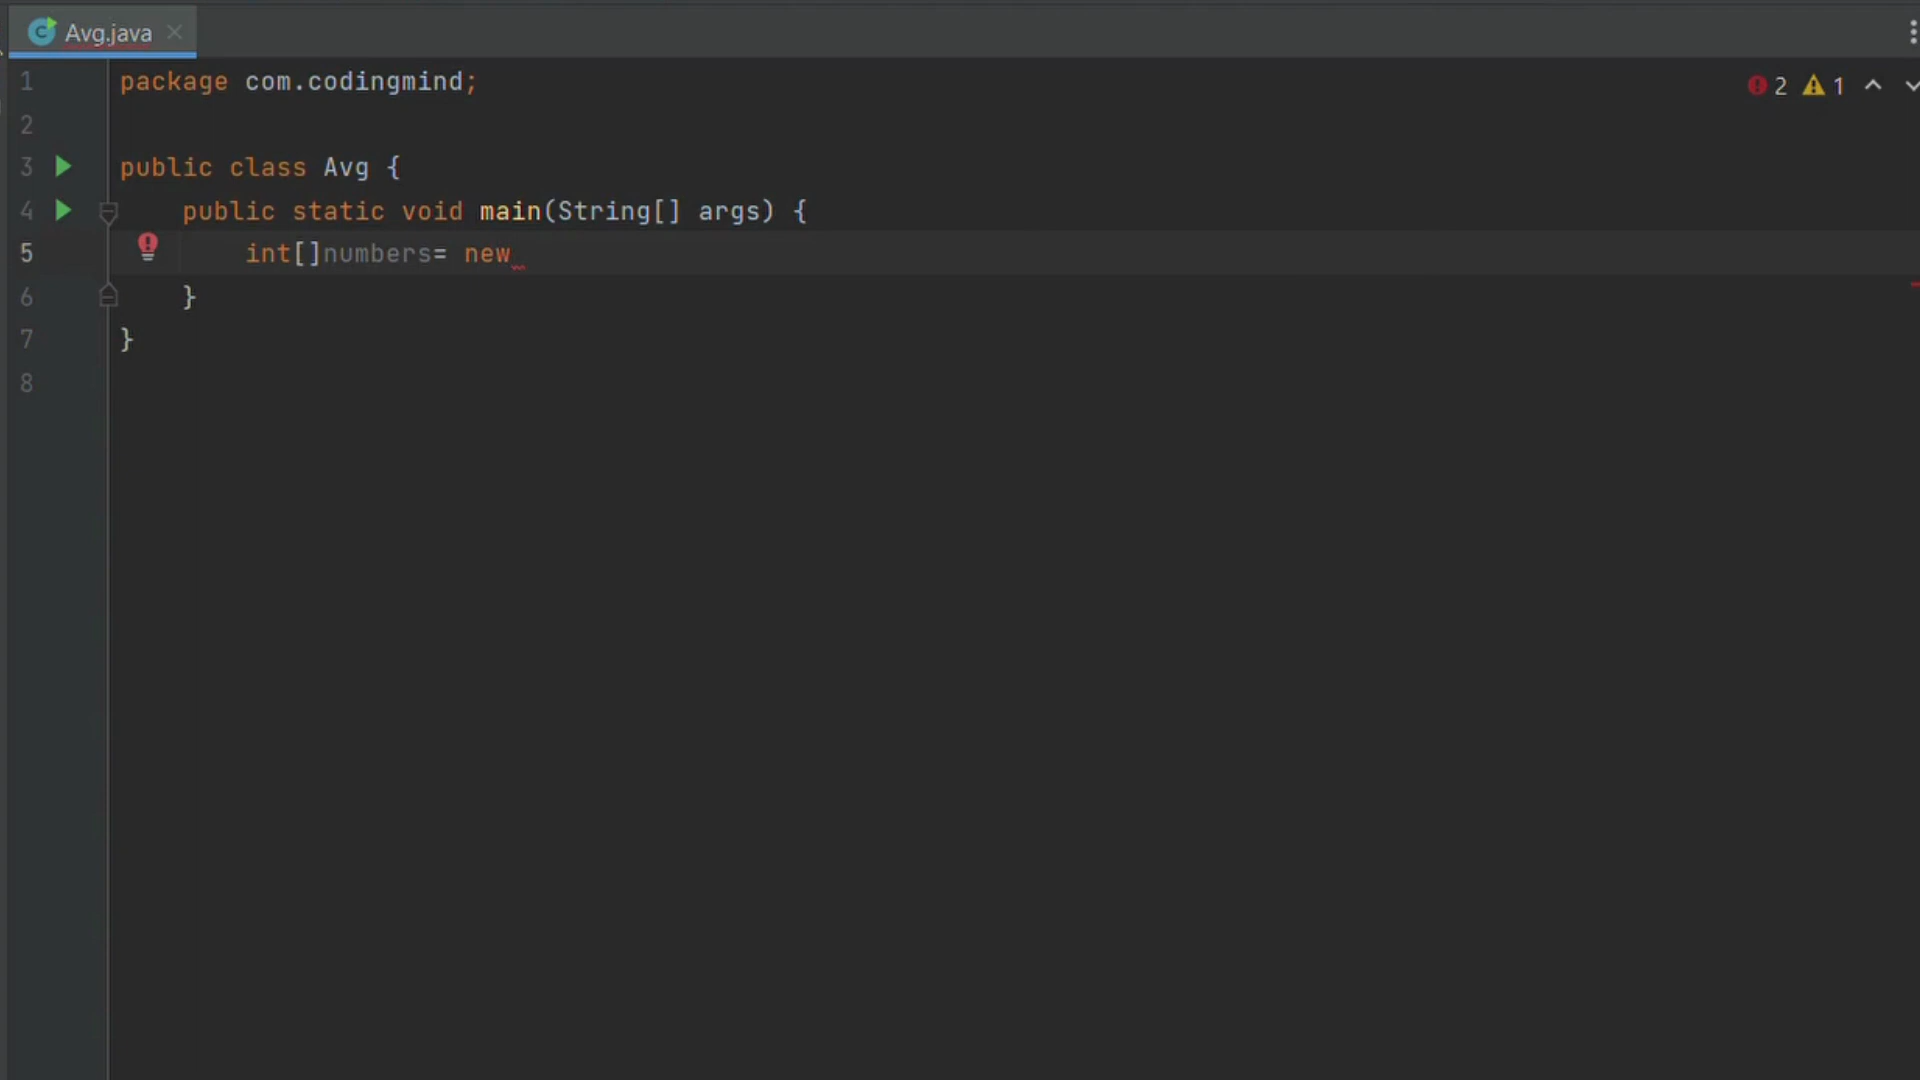 Avg.java
1 package com.codingmind;
2 1
2
3 public class Avg {
4 public static void main(String[] args) {
5 int[]numbers= new
6 }
7 }
8